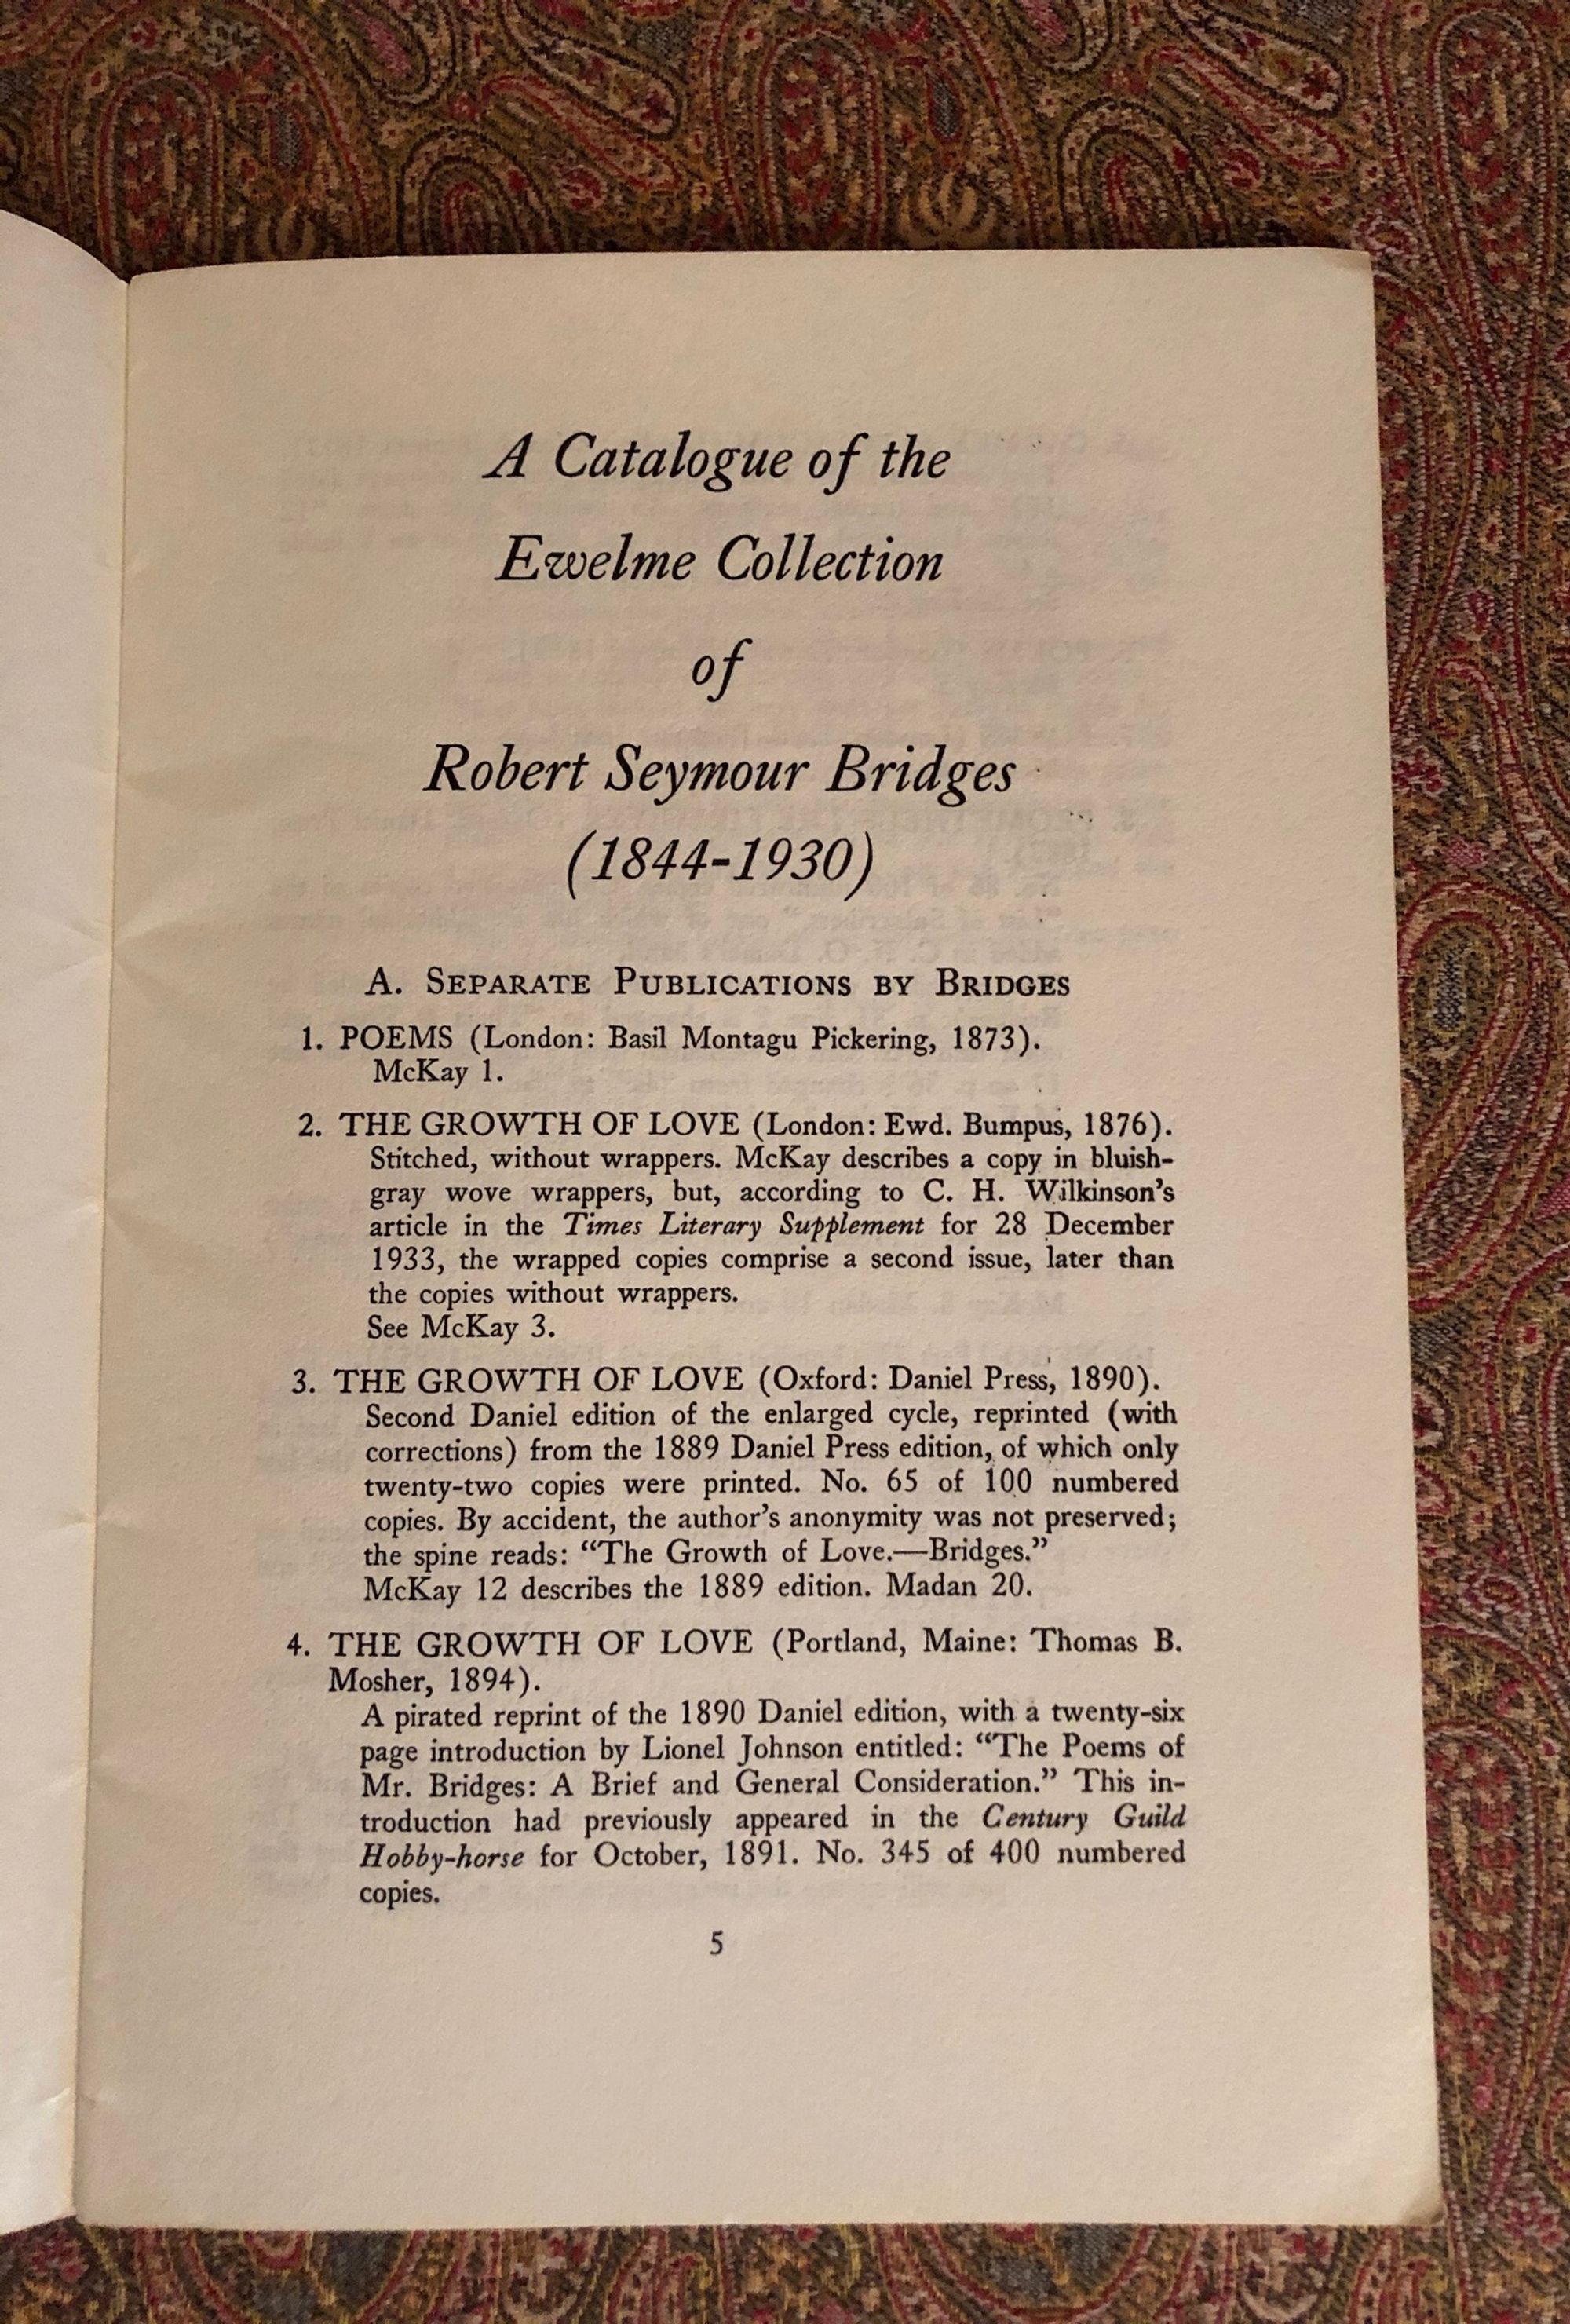 A Catalogue of the
Ewelme Collection
of
Robert Seymour Bridges
(1844-1930)
A. SEPARATE PUBLICATIONS BY BRIDGES
1. POEMS (London: Basil Montagu Pickering, 1873).
McKay 1.
2. THE GROWTH OF LOVE (London: Ewd. Bumpus, 1876).
Stitched, without wrappers. McKay describes a copy in bluish-
gray wove wrappers, but, according to C. H. Wilkinson's
article in the Times Literary Supplement for 28 December
1933, the wrapped copies comprise a second issue, later than
the copies without wrappers.
See McKay 3.
3. THE GROWTH OF LOVE (Oxford: Daniel Press, 1890).
Second Daniel edition of the enlarged cycle, reprinted (with
corrections) from the 1889 Daniel Press edition, of which only
twenty-two copies were printed. No. 65 of 100 numbered
copies. By accident, the author's anonymity was not preserved;
the spine reads: “The Growth of Love.—Bridges.”
McKay 12 describes the 1889 edition. Madan 20.
4. THE GROWTH OF LOVE (Portland, Maine: Thomas B.
Mosher, 1894).
A pirated reprint of the 1890 Daniel edition, with a twenty-six
page introduction by Lionel Johnson entitled: “The Poems of
Mr. Bridges: A Brief and General Consideration.” This in-
troduction had previously appeared in the Century Guild
Hobby-horse for October, 1891. No. 345 of 400 numbered
copies.
5